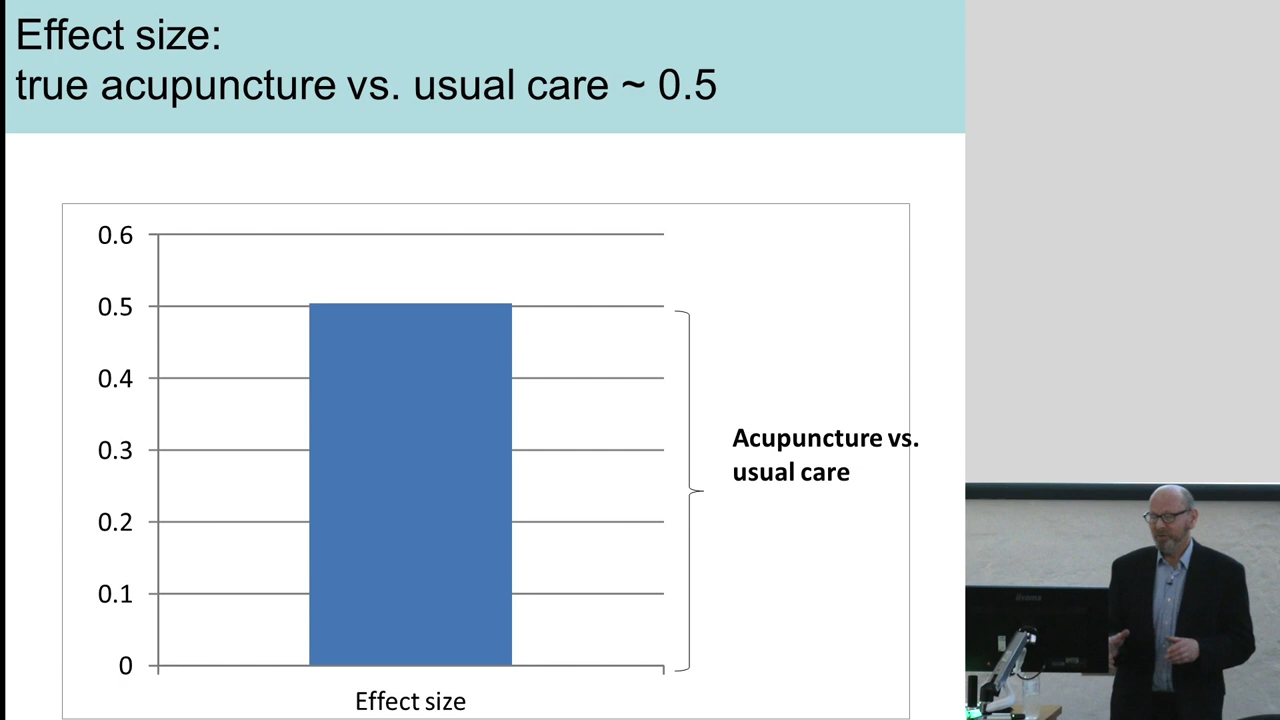 Effect size:
true acupuncture vs. usual care ~ 0.5
0.6
0.5
0.4
0.3
0.2
0.1
0
Acupuncture vs.
usual care
Effect size